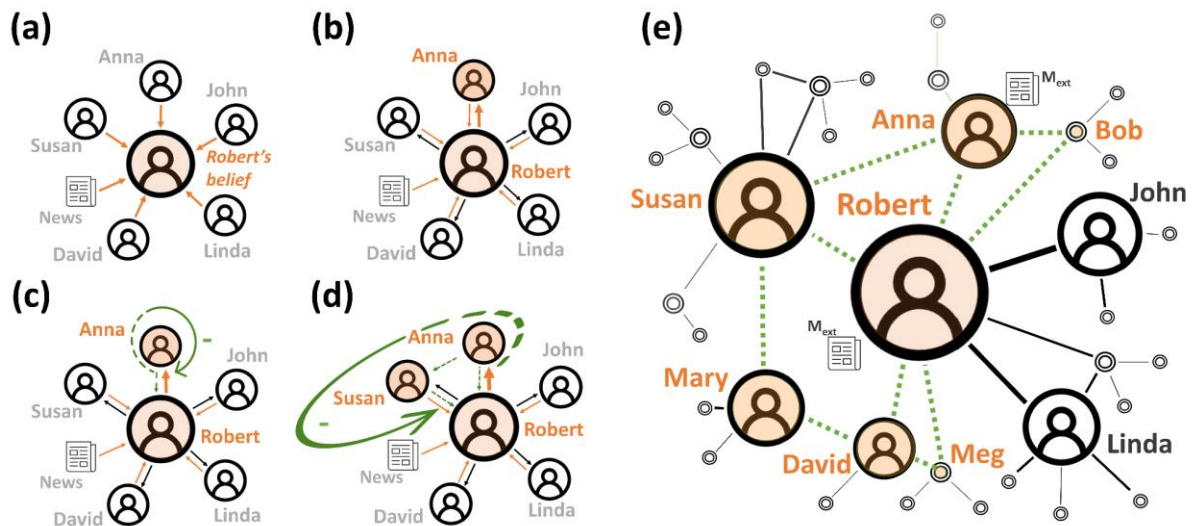 (a)
Anna
John
Susan
Robert's
belief
News
David
Linda
(b)
Anna
John
Susan
Robert
News
David
Linda
(c)
Anna
John
Susan
Robert
News
David
Linda
(d)
Anna
John
Susan
Robert
News
David
Linda
(e)
Mext
Anna
Bob
Susan
Robert
John
Mext
Mary
David
Meg
Linda